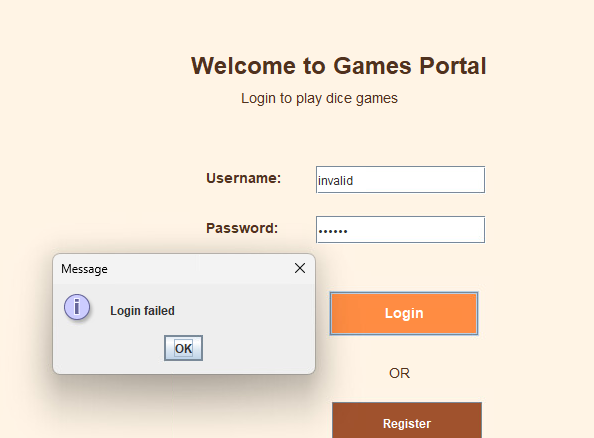 Welcome to Games Portal
Login to play dice games
Username:
invalid
Password:
••••••
Message
i
Login failed
OK
Login
OR
Register